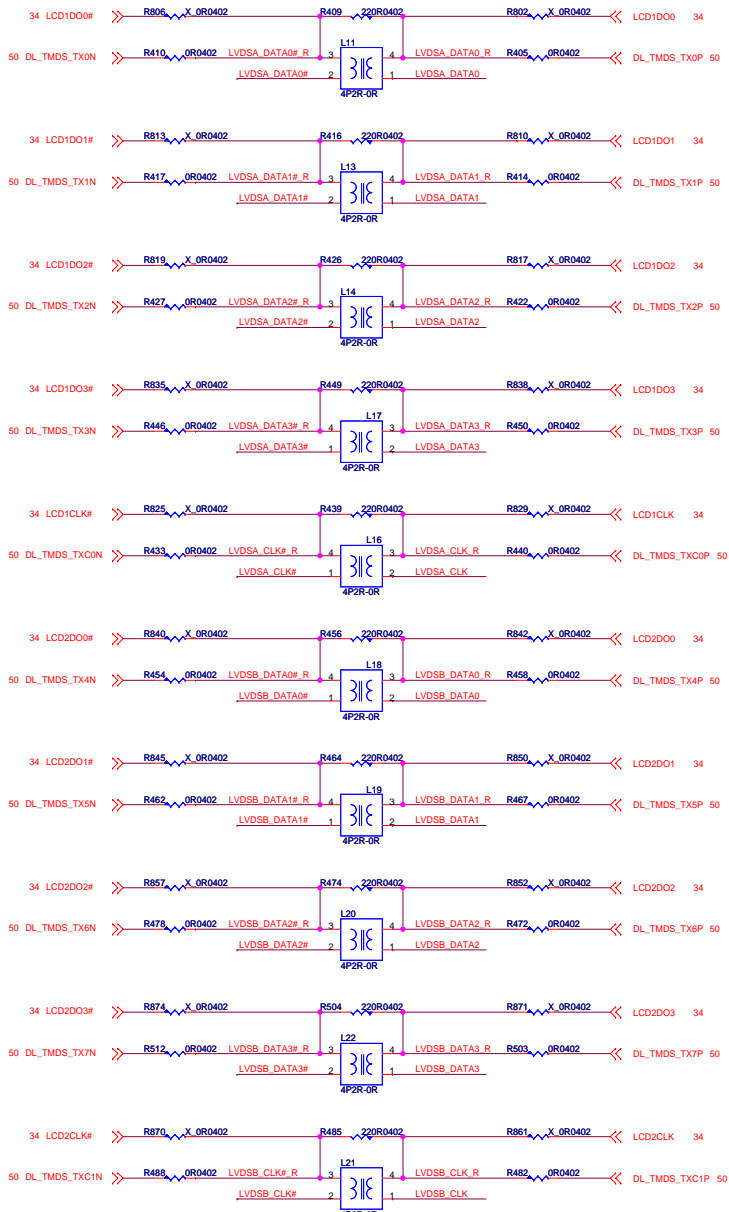 34 LCD1DO0# R806 X_0R0402 R409 220R0402 R802 X_0R0402 LCD1DO0 34
L11
50 DL_TMDS_TX0N R410 0R0402 LVDSA_DATA0#_R 3 4 LVDSA_DATA0_R R405 0R0402 DL_TMDS_TX0P 50
LVDSA_DATA0# 2 1 LVDSA_DATA0
4P2R-0R
34 LCD1DO1# R813 X_0R0402 R416 220R0402 R810 X_0R0402 LCD1DO1 34
L13
50 DL_TMDS_TX1N R417 0R0402 LVDSA_DATA1#_R 3 4 LVDSA_DATA1_R R414 0R0402 DL_TMDS_TX1P 50
LVDSA_DATA1# 2 1 LVDSA_DATA1
4P2R-0R
34 LCD1DO2# R819 X_0R0402 R426 220R0402 R817 X_0R0402 LCD1DO2 34
L14
50 DL_TMDS_TX2N R427 0R0402 LVDSA_DATA2#_R 3 4 LVDSA_DATA2_R R422 0R0402 DL_TMDS_TX2P 50
LVDSA_DATA2# 2 1 LVDSA_DATA2
4P2R-0R
34 LCD1DO3# R835 X_0R0402 R449 220R0402 R838 X_0R0402 LCD1DO3 34
L17
50 DL_TMDS_TX3N R446 0R0402 LVDSA_DATA3#_R 4 3 LVDSA_DATA3_R R450 0R0402 DL_TMDS_TX3P 50
LVDSA_DATA3# 1 2 LVDSA_DATA3
4P2R-0R
34 LCD1CLK# R825 X_0R0402 R439 220R0402 R829 X_0R0402 LCD1CLK 34
L16
50 DL_TMDS_TXC0N R433 0R0402 LVDSA_CLK#_R 4 3 LVDSA_CLK_R R440 0R0402 DL_TMDS_TXC0P 50
LVDSA_CLK# 1 2 LVDSA_CLK
4P2R-0R
34 LCD2DO0# R840 X_0R0402 R456 220R0402 R842 X_0R0402 LCD2DO0 34
L18
50 DL_TMDS_TX4N R454 0R0402 LVDSB_DATA0#_R 4 3 LVDSB_DATA0_R R458 0R0402 DL_TMDS_TX4P 50
LVDSB_DATA0# 1 2 LVDSB_DATA0
4P2R-0R
34 LCD2DO1# R845 X_0R0402 R464 220R0402 R850 X_0R0402 LCD2DO1 34
L19
50 DL_TMDS_TX5N R462 0R0402 LVDSB_DATA1#_R 4 3 LVDSB_DATA1_R R467 0R0402 DL_TMDS_TX5P 50
LVDSB_DATA1# 1 2 LVDSB_DATA1
4P2R-0R
34 LCD2DO2# R857 X_0R0402 R474 220R0402 R852 X_0R0402 LCD2DO2 34
L20
50 DL_TMDS_TX6N R478 0R0402 LVDSB_DATA2#_R 3 4 LVDSB_DATA2_R R472 0R0402 DL_TMDS_TX6P 50
LVDSB_DATA2# 2 1 LVDSB_DATA2
4P2R-0R
34 LCD2DO3# R874 X_0R0402 R504 220R0402 R871 X_0R0402 LCD2DO3 34
L22
50 DL_TMDS_TX7N R512 0R0402 LVDSB_DATA3#_R 3 4 LVDSB_DATA3_R R503 0R0402 DL_TMDS_TX7P 50
LVDSB_DATA3# 2 1 LVDSB_DATA3
4P2R-0R
34 LCD2CLK# R870 X_0R0402 R485 220R0402 R861 X_0R0402 LCD2CLK 34
L21
50 DL_TMDS_TXC1N R488 0R0402 LVDSB_CLK#_R 3 4 LVDSB_CLK_R R482 0R0402 DL_TMDS_TXC1P 50
LVDSB_CLK# 2 1 LVDSB_CLK